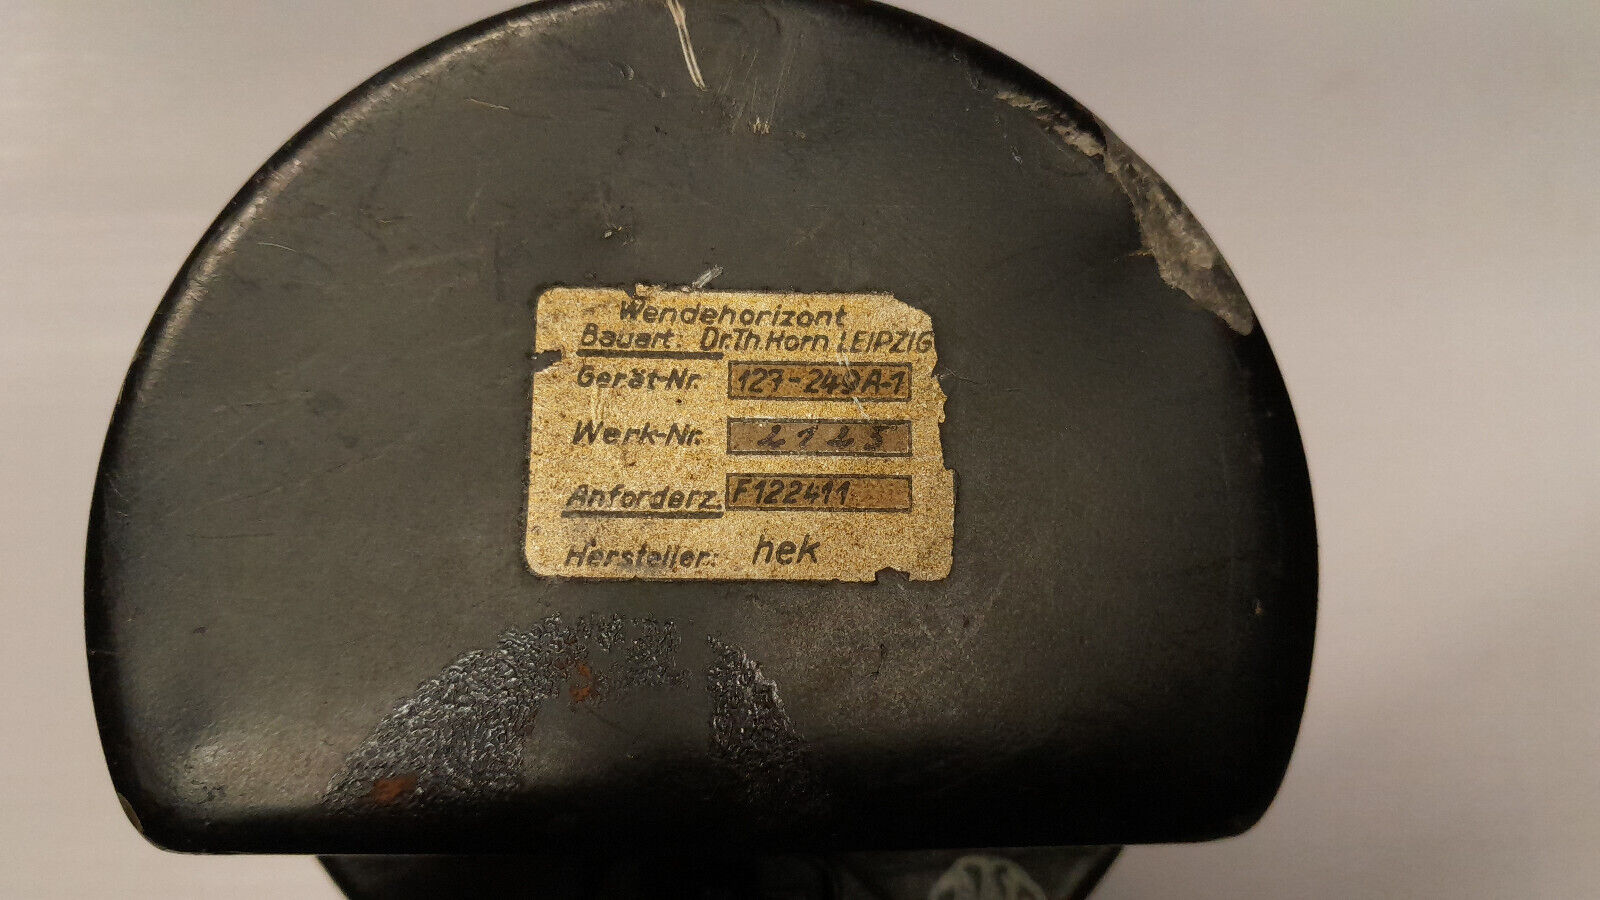 Wendehorizont
Bauart: Dr.Th.Horn LEIPZIG
Gerät-Nr. 127-249A-1
Werk-Nr. 2125
Anforderz. F122411
Hersteller: hek